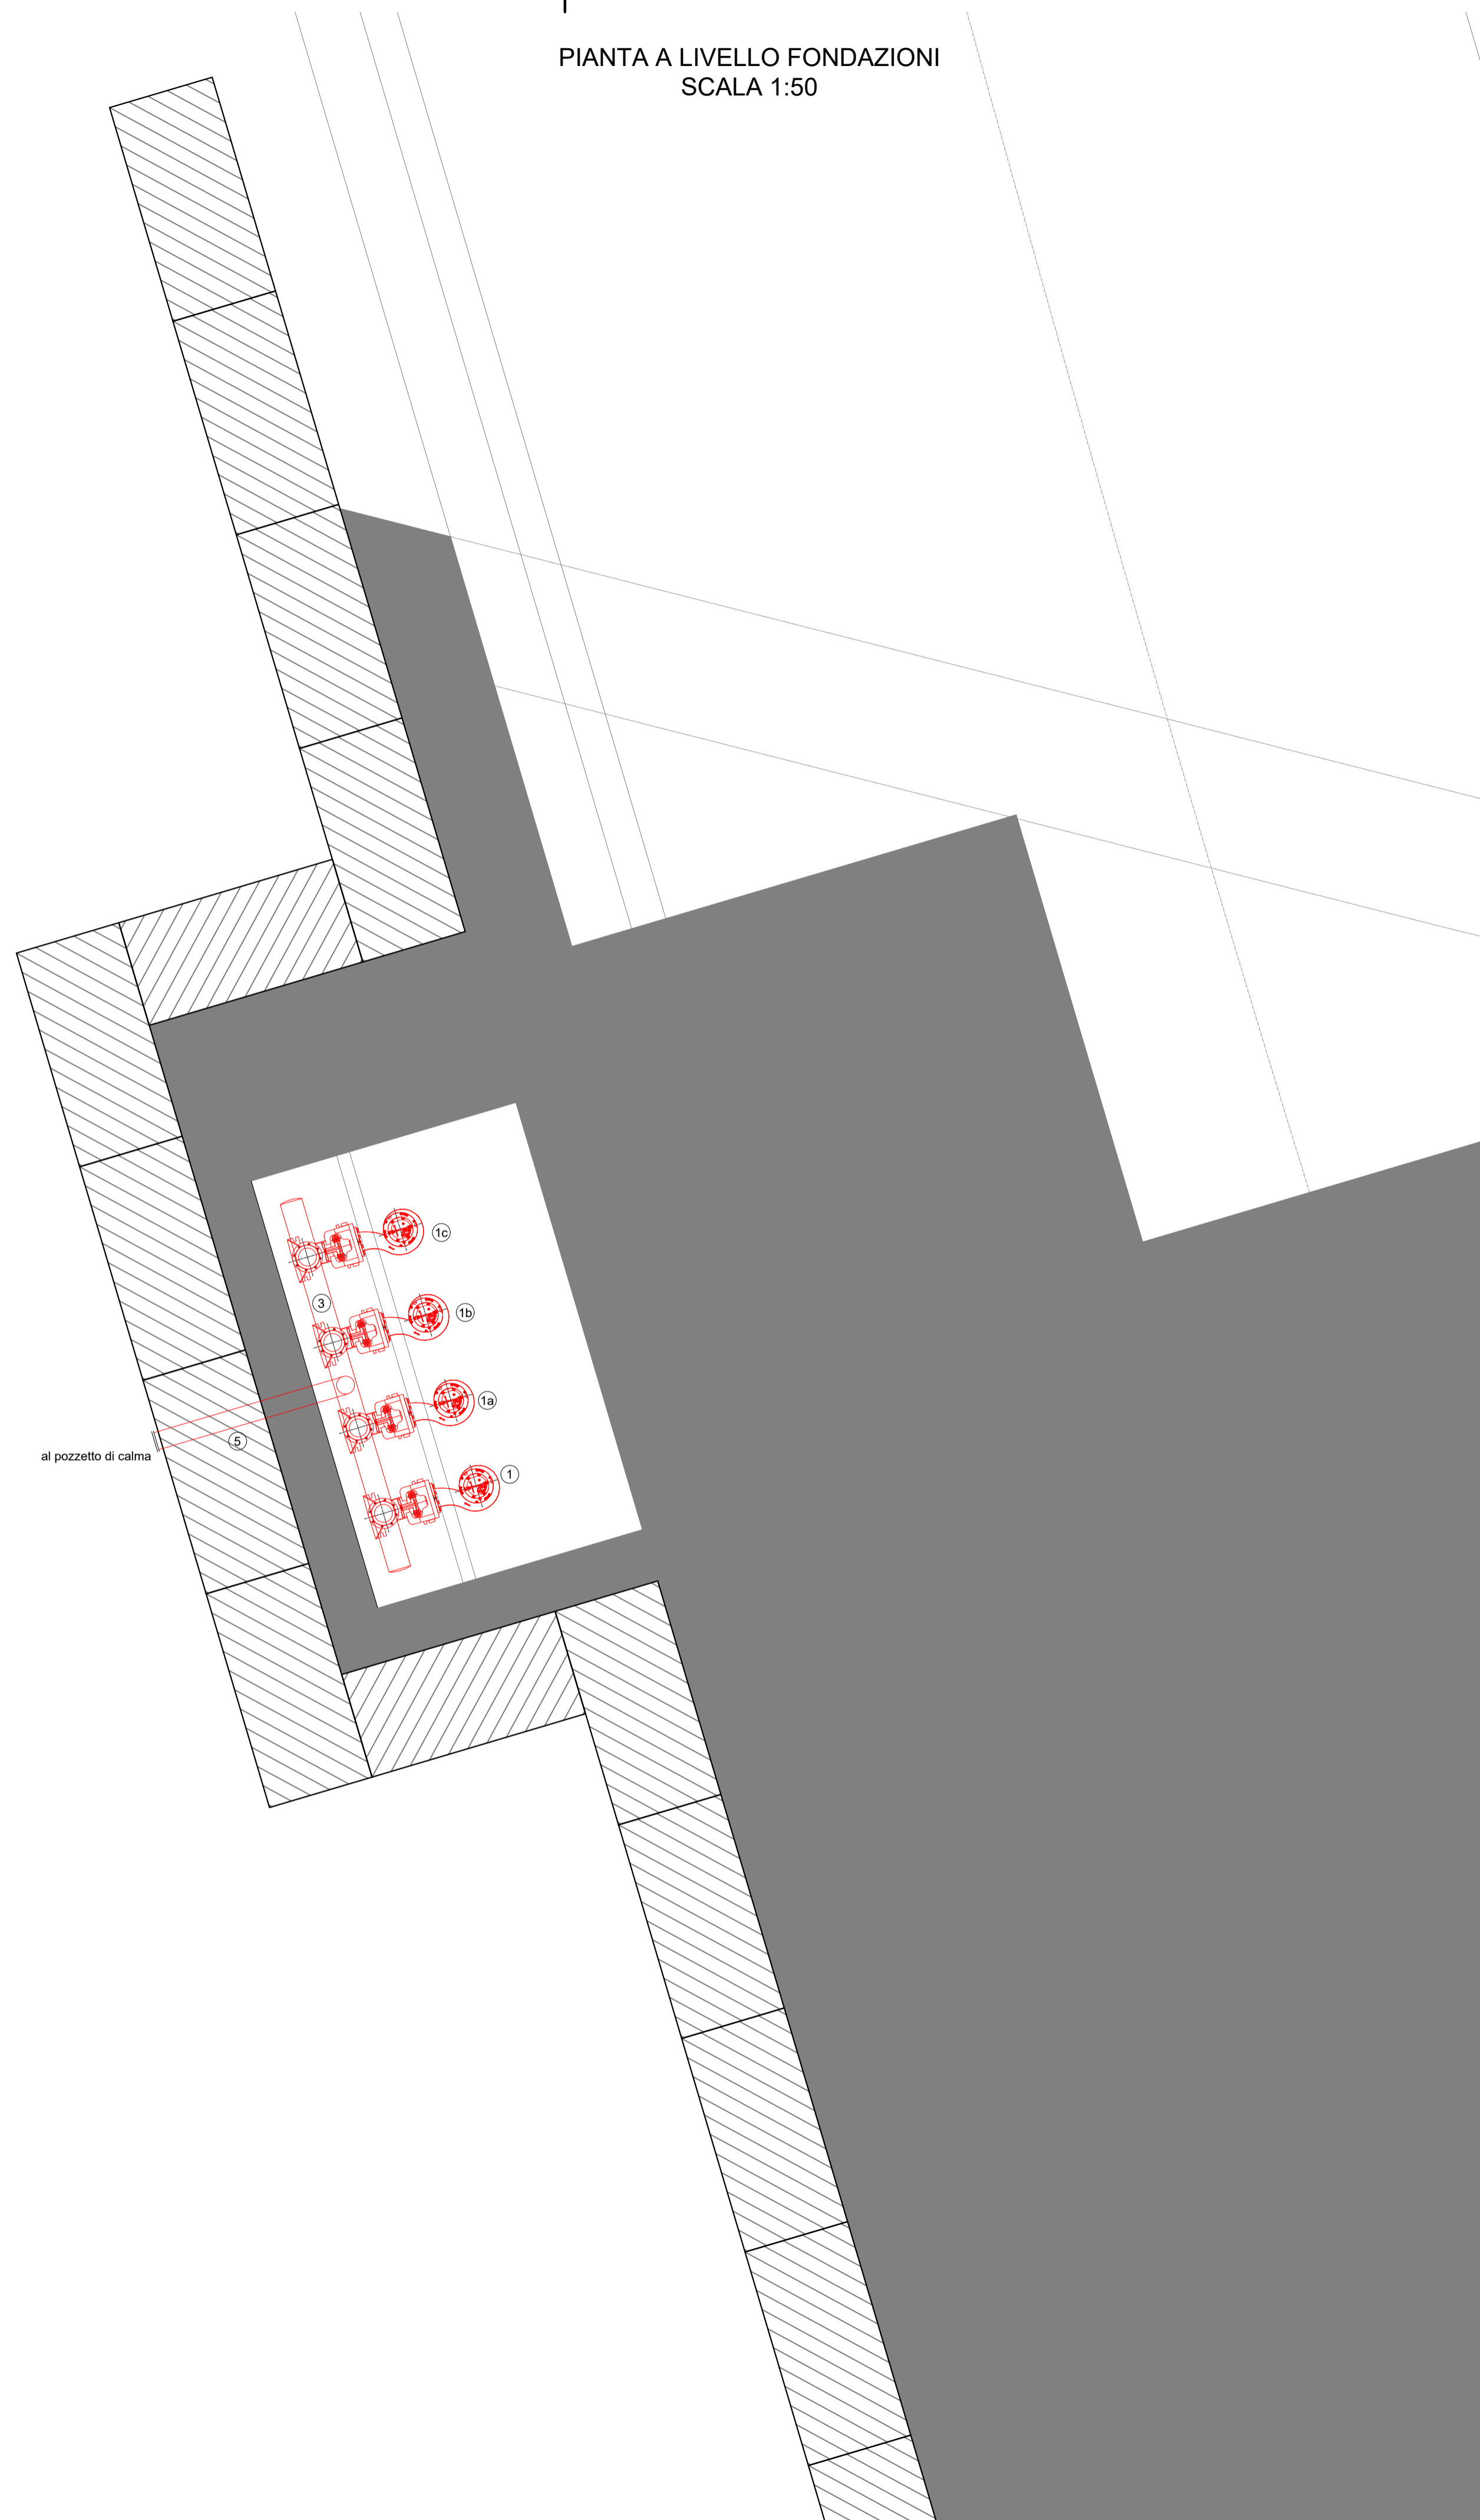 PIANTA A LIVELLO FONDAZIONI
SCALA 1:50
1c
3
1b
1a
5
al pozzetto di calma
1